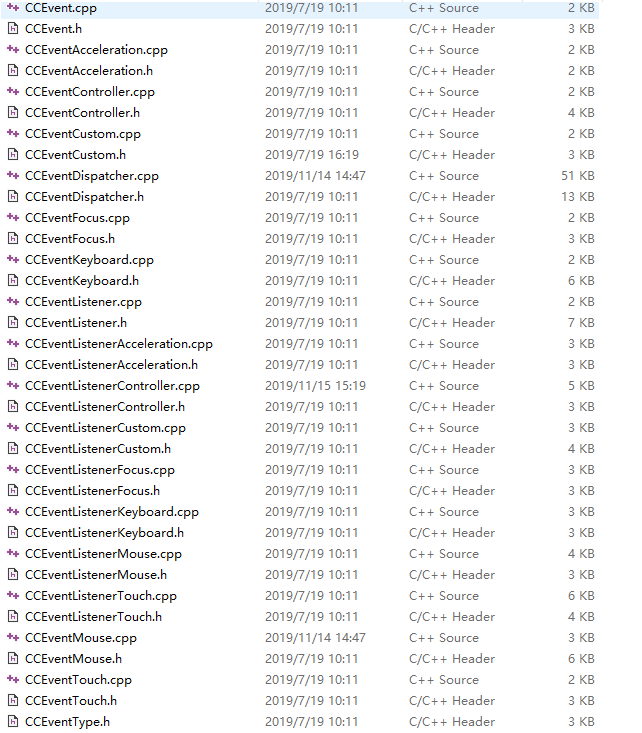 CCEvent.cpp 2019/7/19 10:11 C++ Source 2 KB
CCEvent.h 2019/7/19 10:11 C/C++ Header 3 KB
CCEventAcceleration.cpp 2019/7/19 10:11 C++ Source 2 KB
CCEventAcceleration.h 2019/7/19 10:11 C/C++ Header 2 KB
CCEventController.cpp 2019/7/19 10:11 C++ Source 2 KB
CCEventController.h 2019/7/19 10:11 C/C++ Header 4 KB
CCEventCustom.cpp 2019/7/19 10:11 C++ Source 2 KB
CCEventCustom.h 2019/7/19 16:19 C/C++ Header 3 KB
CCEventDispatcher.cpp 2019/11/14 14:47 C++ Source 51 KB
CCEventDispatcher.h 2019/7/19 10:11 C/C++ Header 13 KB
CCEventFocus.cpp 2019/7/19 10:11 C++ Source 2 KB
CCEventFocus.h 2019/7/19 10:11 C/C++ Header 3 KB
CCEventKeyboard.cpp 2019/7/19 10:11 C++ Source 2 KB
CCEventKeyboard.h 2019/7/19 10:11 C/C++ Header 6 KB
CCEventListener.cpp 2019/7/19 10:11 C++ Source 2 KB
CCEventListener.h 2019/7/19 10:11 C/C++ Header 7 KB
CCEventListenerAcceleration.cpp 2019/7/19 10:11 C++ Source 3 KB
CCEventListenerAcceleration.h 2019/7/19 10:11 C/C++ Header 3 KB
CCEventListenerController.cpp 2019/11/15 15:19 C++ Source 5 KB
CCEventListenerController.h 2019/7/19 10:11 C/C++ Header 3 KB
CCEventListenerCustom.cpp 2019/7/19 10:11 C++ Source 3 KB
CCEventListenerCustom.h 2019/7/19 10:11 C/C++ Header 4 KB
CCEventListenerFocus.cpp 2019/7/19 10:11 C++ Source 3 KB
CCEventListenerFocus.h 2019/7/19 10:11 C/C++ Header 3 KB
CCEventListenerKeyboard.cpp 2019/7/19 10:11 C++ Source 3 KB
CCEventListenerKeyboard.h 2019/7/19 10:11 C/C++ Header 3 KB
CCEventListenerMouse.cpp 2019/7/19 10:11 C++ Source 4 KB
CCEventListenerMouse.h 2019/7/19 10:11 C/C++ Header 3 KB
CCEventListenerTouch.cpp 2019/7/19 10:11 C++ Source 6 KB
CCEventListenerTouch.h 2019/7/19 10:11 C/C++ Header 4 KB
CCEventMouse.cpp 2019/11/14 14:47 C++ Source 3 KB
CCEventMouse.h 2019/7/19 10:11 C/C++ Header 6 KB
CCEventTouch.cpp 2019/7/19 10:11 C++ Source 2 KB
CCEventTouch.h 2019/7/19 10:11 C/C++ Header 3 KB
CCEventType.h 2019/7/19 10:11 C/C++ Header 3 KB